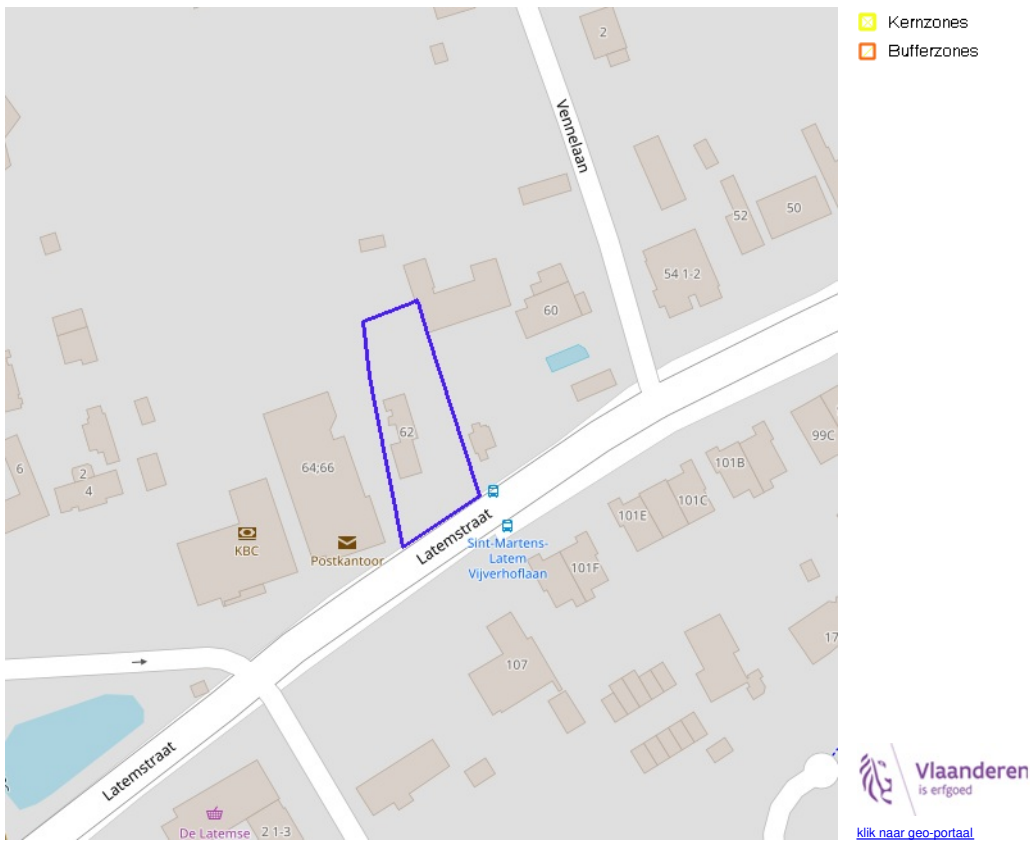 Kernzones
Bufferzones
2
Vennelaan
50
52
54 1-2
60
62
64;66
6
2
4
KBC
Postkantoor
Latemstraat
Sint-Martens-
Latem
Vijverhoflaan
99C
101B
101C
101E
101F
107
17
Latemstraat
De Latemse
2 1-3
Vlaanderen
is erfgoed
klik naar geo-portaal